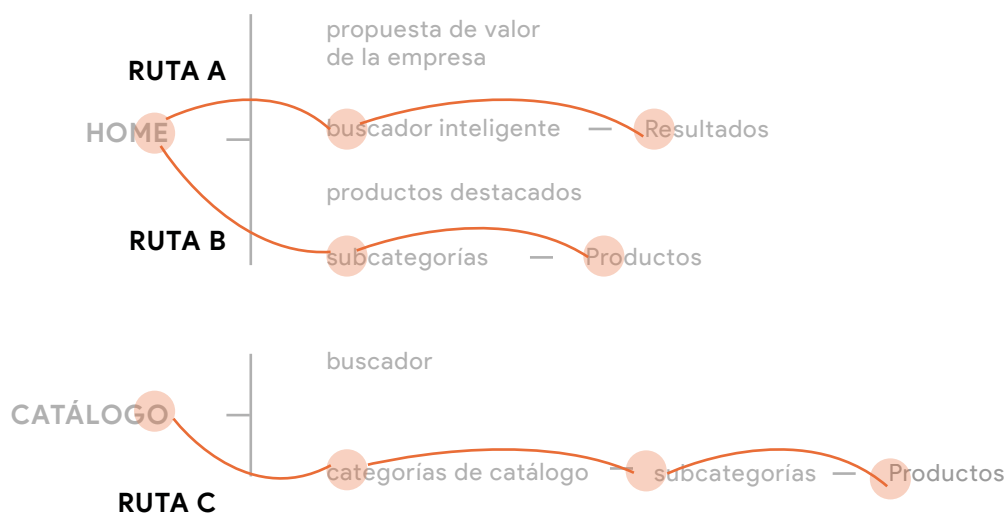 propuesta de valor
de la empresa
RUTA A
HOME
buscador inteligente — Resultados
productos destacados
RUTA B
subcategorías — Productos
buscador
CATÁLOGO
categorías de catálogo — subcategorías — Productos
RUTA C